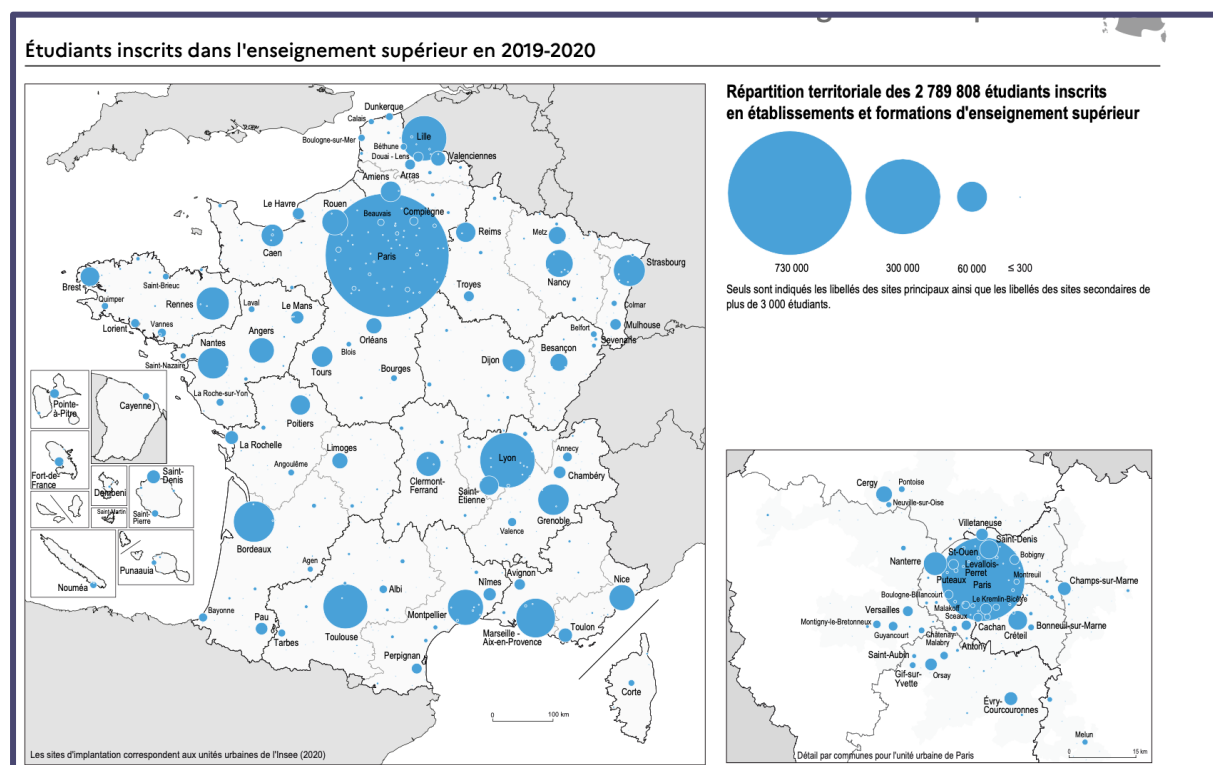 Étudiants inscrits dans l'enseignement supérieur en 2019-2020
Répartition territoriale des 2 789 808 étudiants inscrits
en établissements et formations d'enseignement supérieur
730 000
300 000
60 000
≤ 300
Seuls sont indiqués les libellés des sites principaux ainsi que les libellés des sites secondaires de
plus de 3 000 étudiants.
Dunkerque
Calais
Boulogne-sur-Mer
Lille
Béthune
Douai - Lens
Valenciennes
Arras
Amiens
Le Havre
Rouen
Beauvais
Compiègne
Caen
Paris
Reims
Metz
Nancy
Strasbourg
Brest
Saint-Brieuc
Quimper
Rennes
Laval
Le Mans
Troyes
Colmar
Lorient
Vannes
Mulhouse
Belfort
Sevenans
Orléans
Nantes
Angers
Blois
Tours
Saint-Nazaire
Dijon
Besançon
Bourges
La Roche-sur-Yon
Poitiers
Pointe-
à-Pitre
Cayenne
La Rochelle
Limoges
Angoulême
Clermont-
Ferrand
Lyon
Annecy
Chambéry
Saint-
Étienne
Grenoble
Valence
Fort-de-
France
Dembeni
Saint-Martin
Saint-
Denis
Saint-
Pierre
Bordeaux
Punaauia
Nouméa
Agen
Albi
Nîmes
Avignon
Nice
Bayonne
Pau
Tarbes
Toulouse
Montpellier
Marseille -
Aix-en-Provence
Toulon
Perpignan
Corte
0
100 km
Les sites d'implantation correspondent aux unités urbaines de l'Insee (2020)
Cergy
Pontoise
Neuville-sur-Oise
Villetaneuse
Saint-Denis
St-Ouen
Bobigny
Nanterre
Levallois-
Perret
Puteaux
Paris
Montreuil
Champs-sur-Marne
Boulogne-Billancourt
Le Kremlin-Bicêtre
Versailles
Malakoff
Sceaux
Cachan
Montigny-le-Bretonneux
Guyancourt
Châtenay
Malabry
Créteil
Bonneuil-sur-Marne
Antony
Saint-Aubin
Gif-sur-
Yvette
Orsay
Évry-
Courcouronnes
Melun
0
15 km
Détail par communes pour l'unité urbaine de Paris